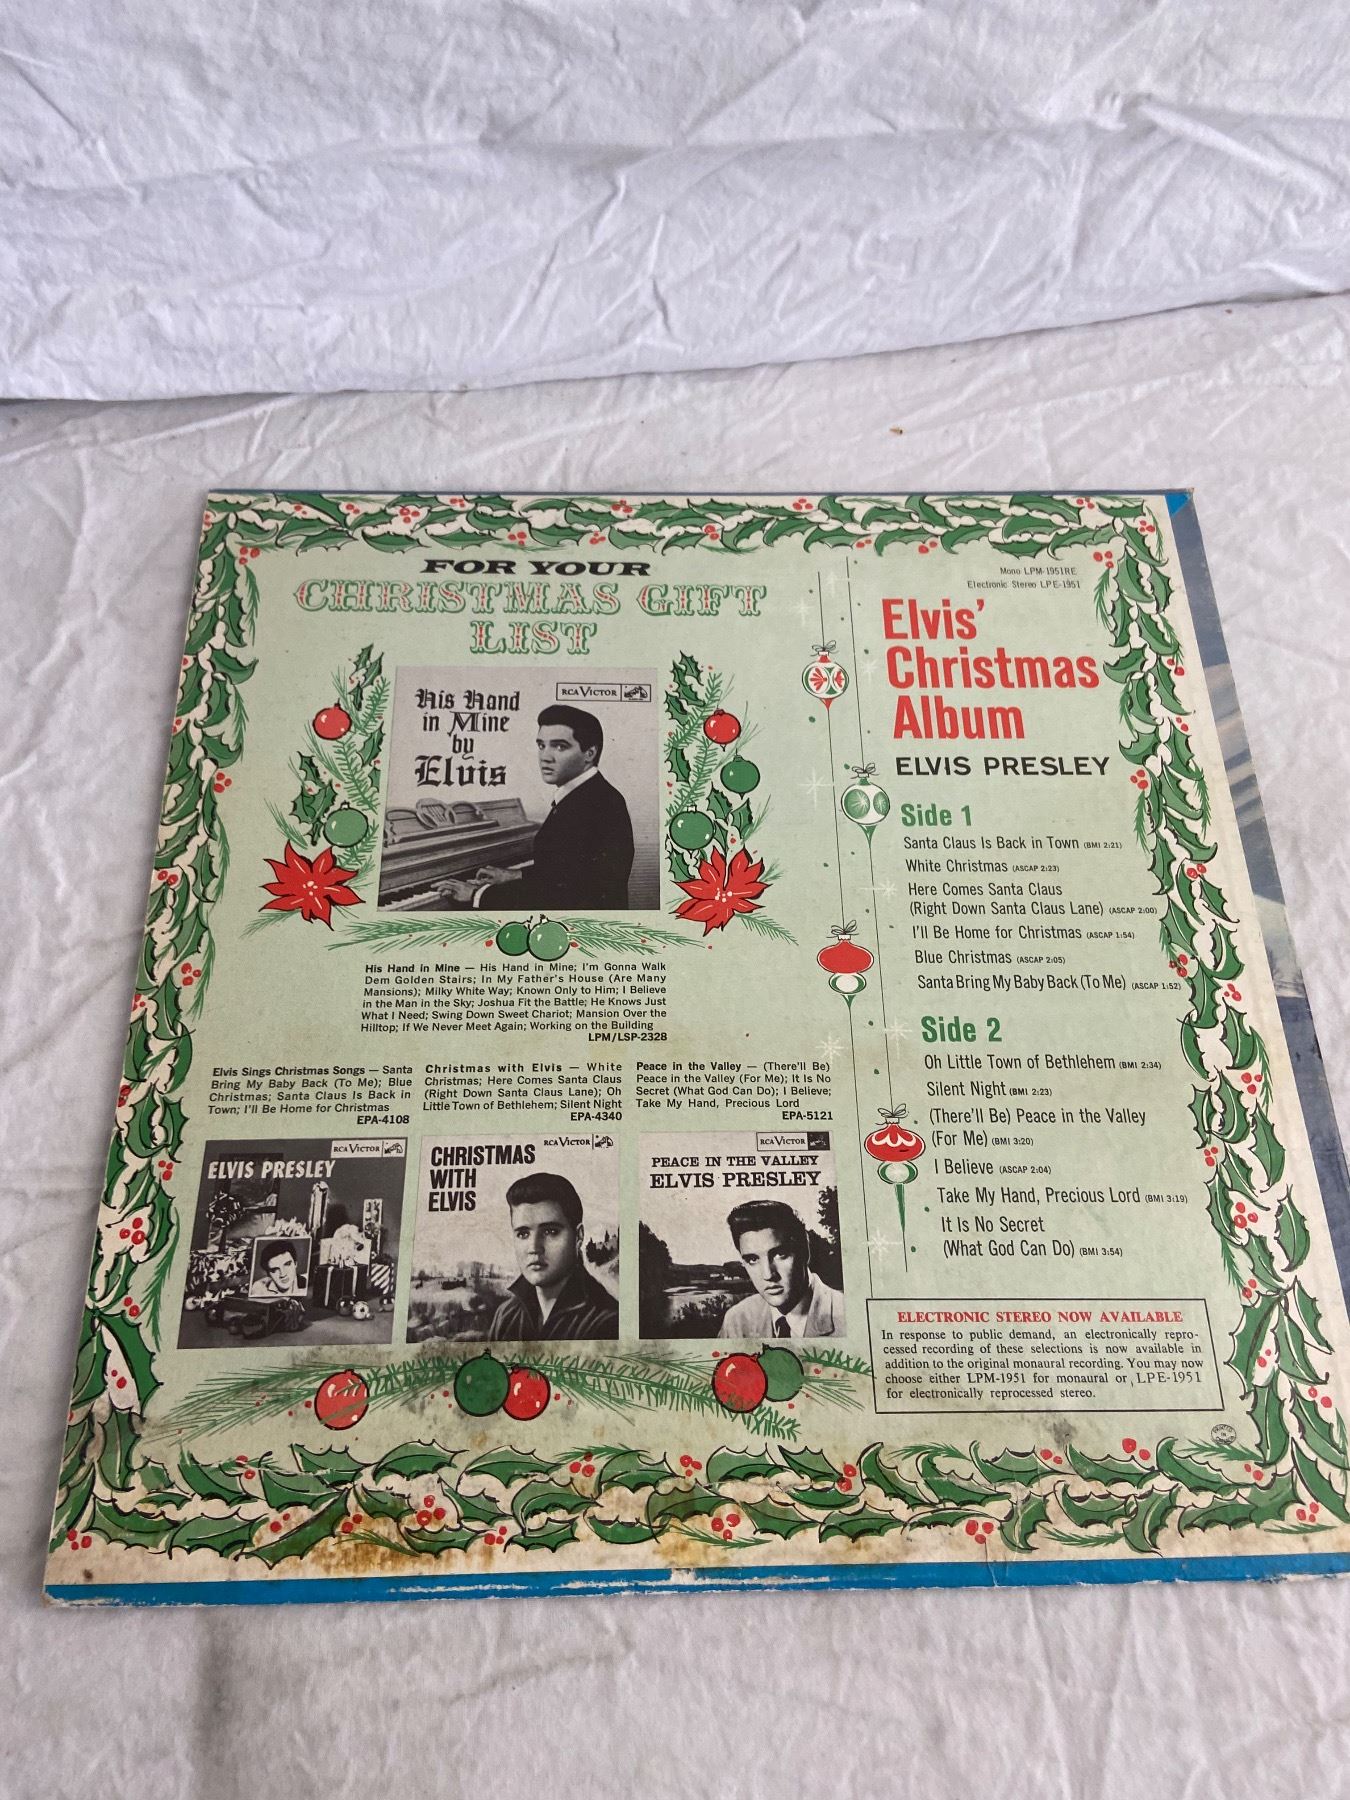 FOR YOUR
CHRISTMAS GIFT
LIST
His Hand
in Mine
by
Elvis
RCA VICTOR
His Hand in Mine — His Hand in Mine; I'm Gonna Walk
Dem Golden Stairs; In My Father's House (Are Many
Mansions); Milky White Way; Known Only to Him; I Believe
in the Man in the Sky; Joshua Fit the Battle; He Knows Just
What I Need; Swing Down Sweet Chariot; Mansion Over the
Hilltop; If We Never Meet Again; Working on the Building
LPM/LSP-2328
Elvis Sings Christmas Songs — Santa
Bring My Baby Back (To Me); Blue
Christmas; Santa Claus Is Back in
Town; I'll Be Home for Christmas
EPA-4108
Christmas with Elvis — White
Christmas; Here Comes Santa Claus
(Right Down Santa Claus Lane); Oh
Little Town of Bethlehem; Silent Night
EPA-4340
Peace in the Valley — (There'll Be)
Peace in the Valley (For Me); It Is No
Secret (What God Can Do); I Believe;
Take My Hand, Precious Lord
EPA-5121
RCA VICTOR
ELVIS PRESLEY
RCA VICTOR
CHRISTMAS
WITH
ELVIS
RCA VICTOR
PEACE IN THE VALLEY
ELVIS PRESLEY
Mono LPM-1951RE
Electronic Stereo LPE-1951
Elvis'
Christmas
Album
ELVIS PRESLEY
Side 1
Santa Claus Is Back in Town (BMI 2:21)
White Christmas (ASCAP 2:23)
Here Comes Santa Claus
(Right Down Santa Claus Lane) (ASCAP 2:00)
I'll Be Home for Christmas (ASCAP 1:54)
Blue Christmas (ASCAP 2:05)
Santa Bring My Baby Back (To Me) (ASCAP 1:52)
Side 2
Oh Little Town of Bethlehem (BMI 2:34)
Silent Night (BMI 2:23)
(There'll Be) Peace in the Valley
(For Me) (BMI 3:20)
I Believe (ASCAP 2:04)
Take My Hand, Precious Lord (BMI 3:19)
It Is No Secret
(What God Can Do) (BMI 3:54)
ELECTRONIC STEREO NOW AVAILABLE
In response to public demand, an electronically repro-
cessed recording of these selections is now available in
addition to the original monaural recording. You may now
choose either LPM-1951 for monaural or LPE-1951
for electronically reprocessed stereo.
PRINTED
IN